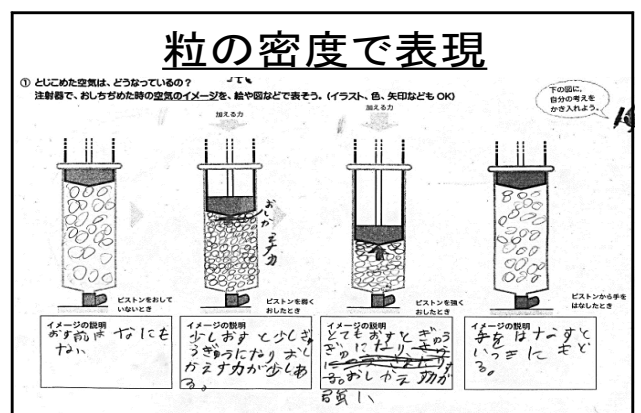 粒の密度で表現
① とじこめた空気は、どうなっているの？
注射器で、おしちぢめた時の空気のイメージを、絵や図などで表そう。(イラスト、色、矢印などもOK)
下の図に、
自分の考えを
かき入れよう。
加える力
加える力
おしかえす力
ピストンをおして
いないとき
ピストンを弱く
おしたとき
ピストンを強く
おしたとき
ピストンから手を
はなしたとき
イメージの説明
おす前は なにも
ない
イメージの説明
少しおすと少しぎゅ
うぎゅうになり おし
かえす力が少しあ
る。
イメージの説明
とてもおすとぎゅう
ぎゅうになり、
る。おしかえす力が
強い
イメージの説明
手をはなすと
いっきにもど
る。